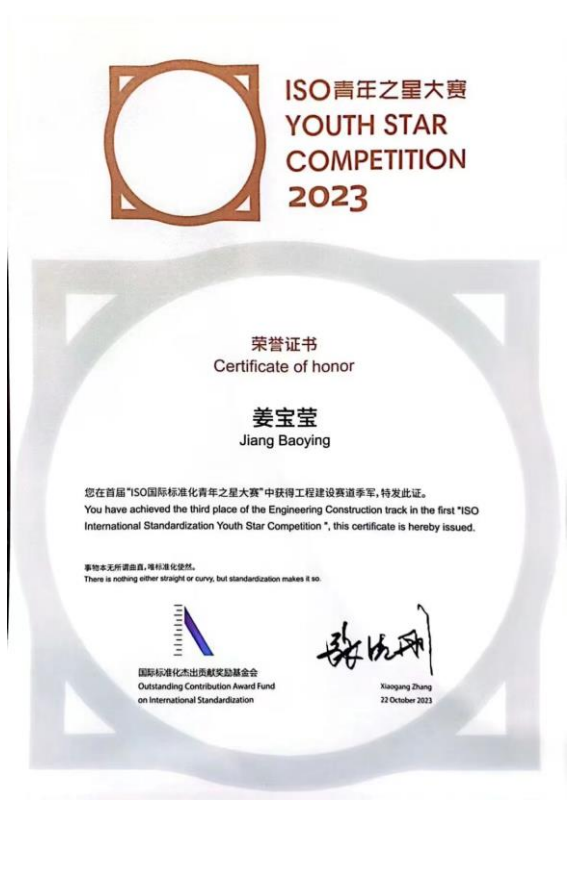 ISO青年之星大赛
YOUTH STAR
COMPETITION
2023
荣誉证书
Certificate of honor
姜宝莹
Jiang Baoying
您在首届"ISO国际标准化青年之星大赛"中获得工程建设赛道季军,特发此证。
You have achieved the third place of the Engineering Construction track in the first "ISO
International Standardization Youth Star Competition ", this certificate is hereby issued.
事物本无所谓曲直,唯标准化使然。
There is nothing either straight or curvy, but standardization makes it so.
张晓刚
国际标准化杰出贡献奖励基金会
Outstanding Contribution Award Fund
on International Standardization
Xiaogang Zhang
22 October 2023